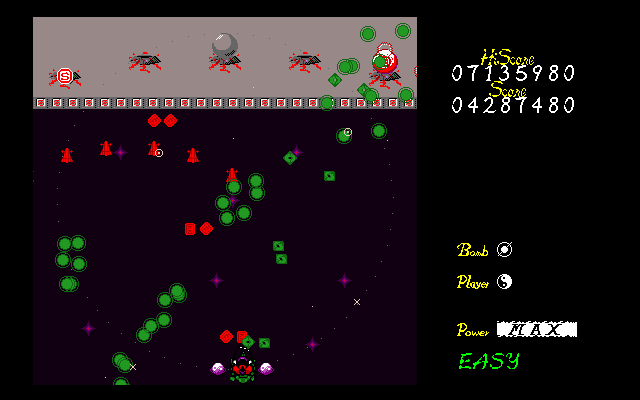 HiScore
07135980
Score
04287480
S
Bomb
Player
Power MAX
EASY